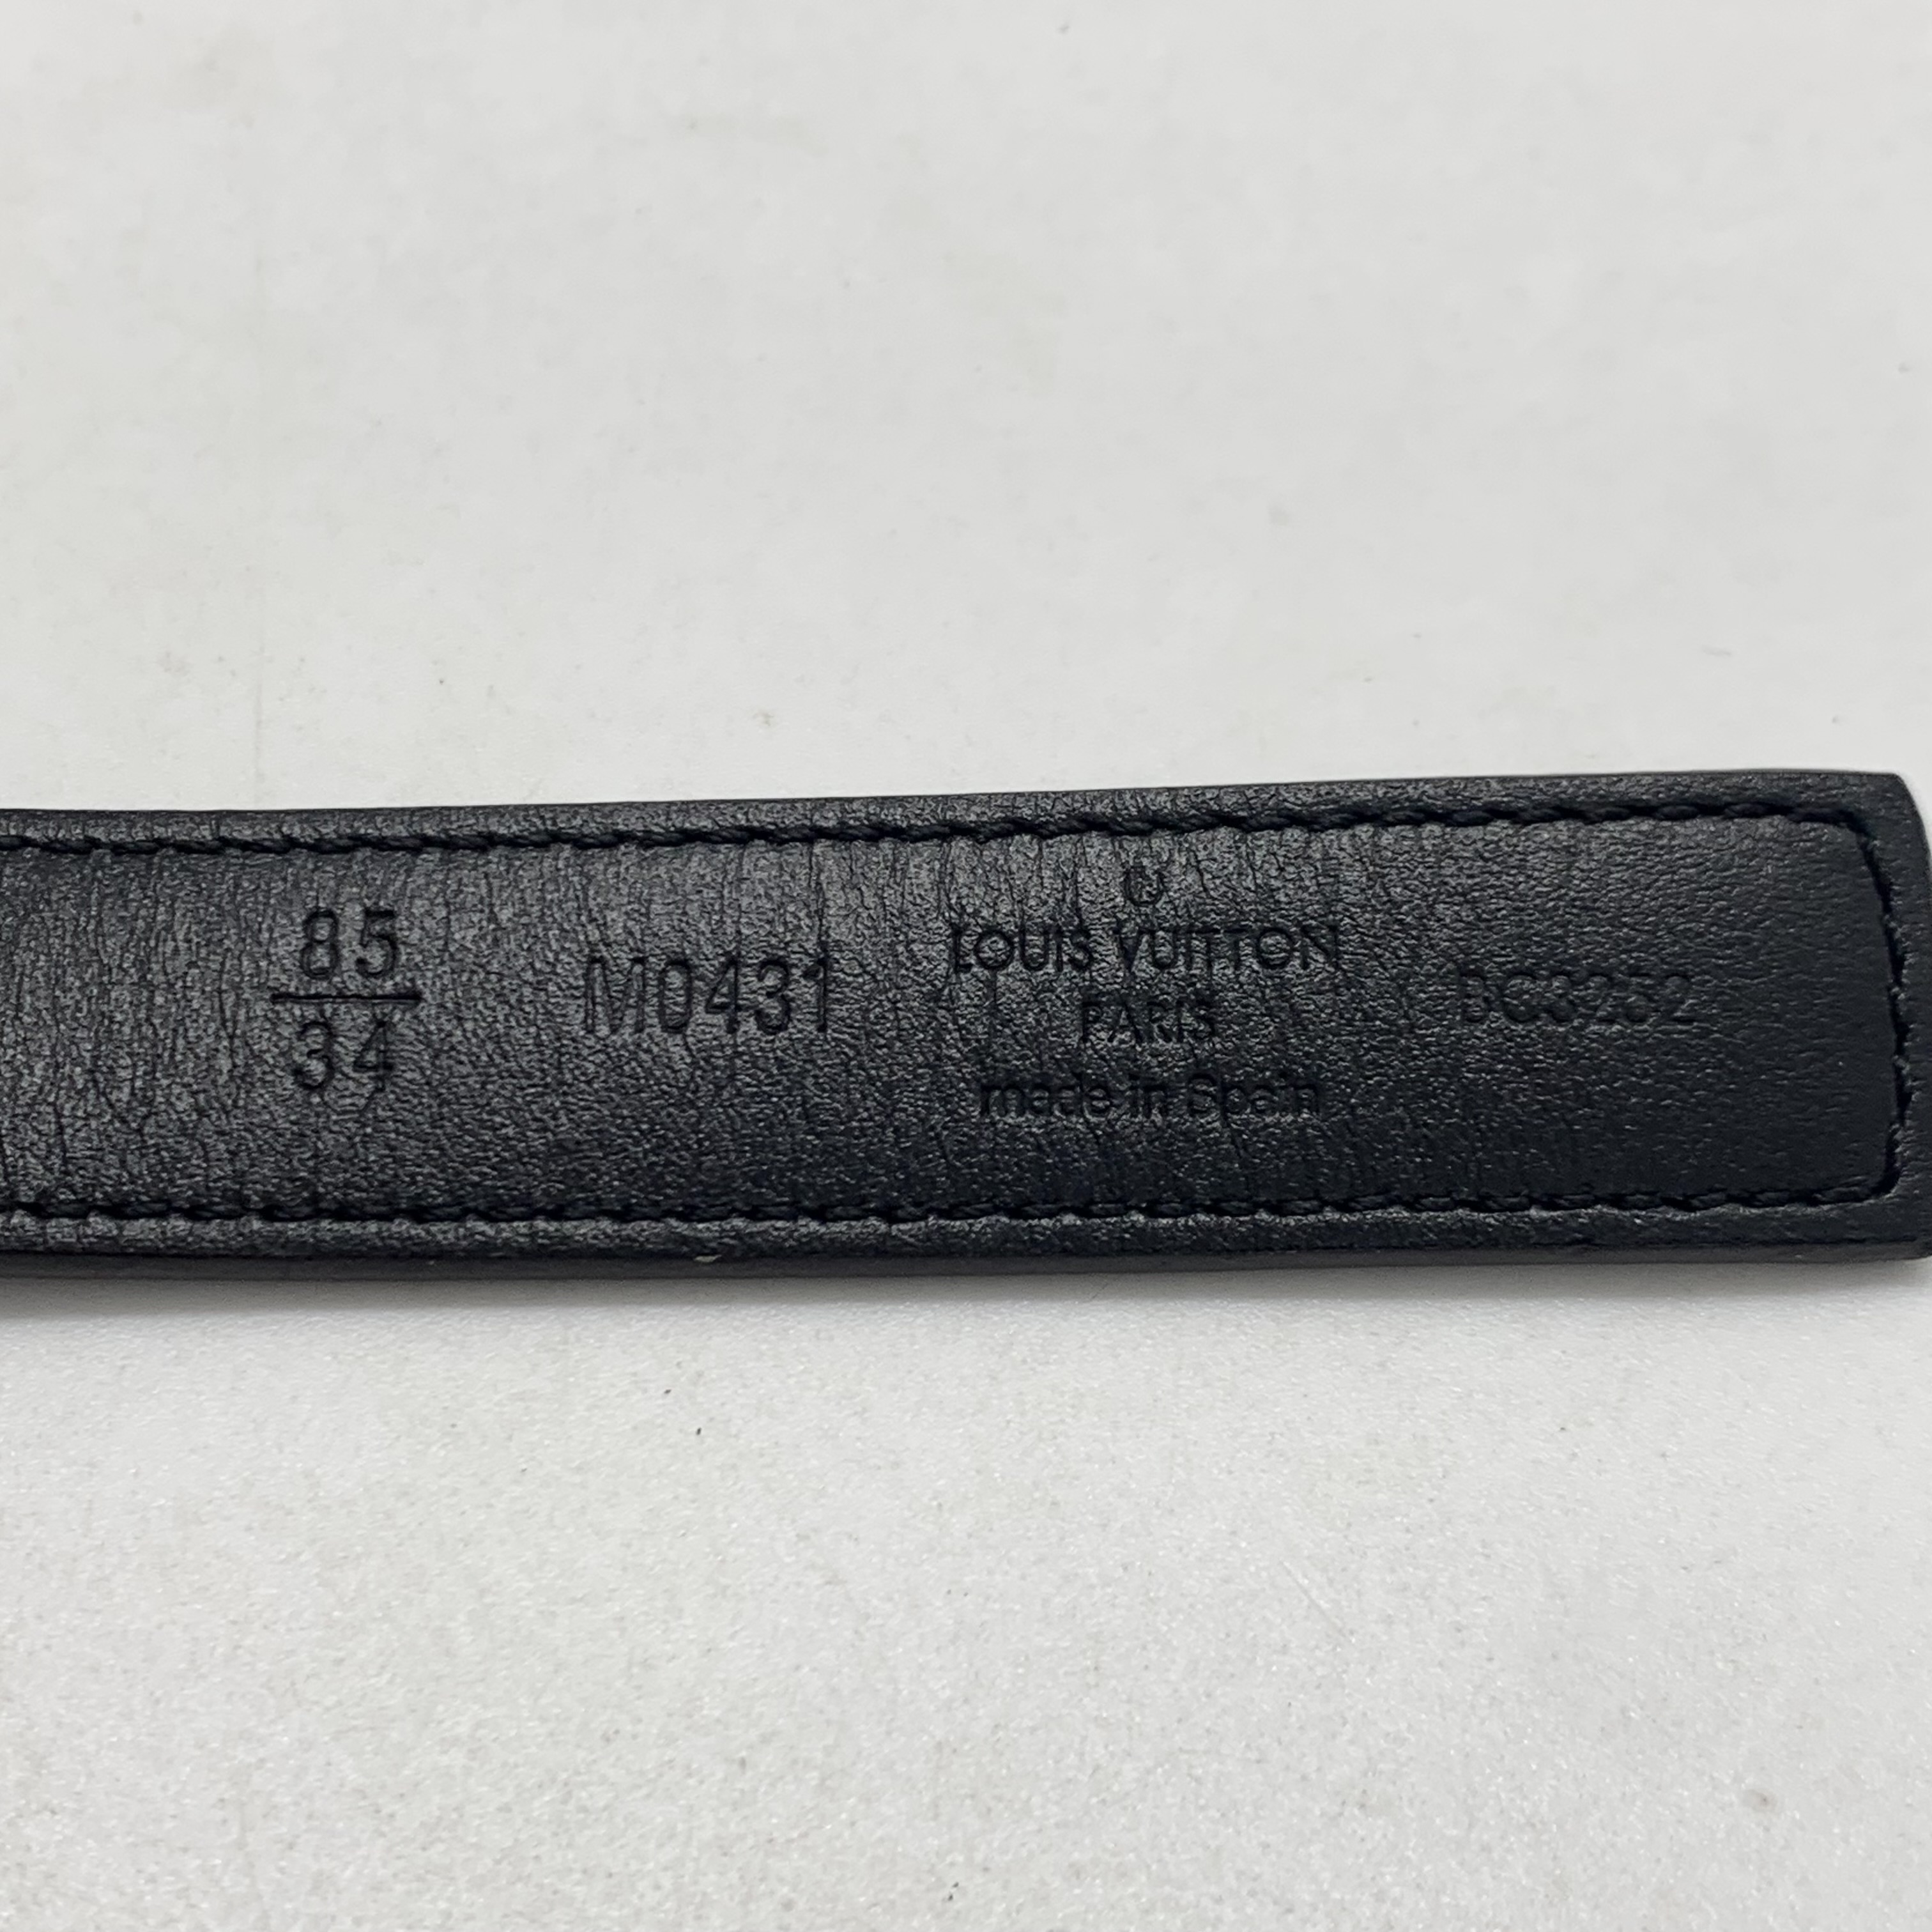 85
34
M0431
LOUIS VUITTON
PARIS
made in Spain
BC3252